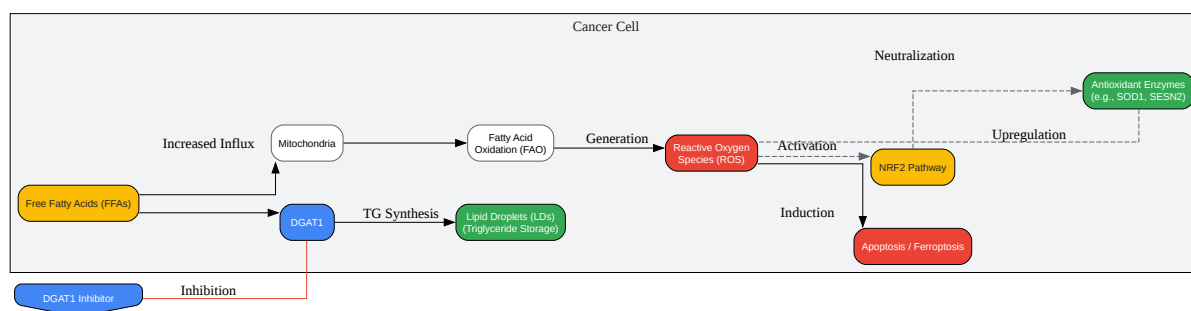 Cancer Cell
Neutralization
Antioxidant Enzymes
(e.g., SOD1, SESN2)
Increased Influx
Mitochondria
Fatty Acid
Oxidation (FAO)
Generation
Reactive Oxygen
Species (ROS)
Activation
Upregulation
NRF2 Pathway
Free Fatty Acids (FFAs)
DGAT1
TG Synthesis
Lipid Droplets (LDs)
(Triglyceride Storage)
Induction
Apoptosis / Ferroptosis
DGAT1 Inhibitor
Inhibition